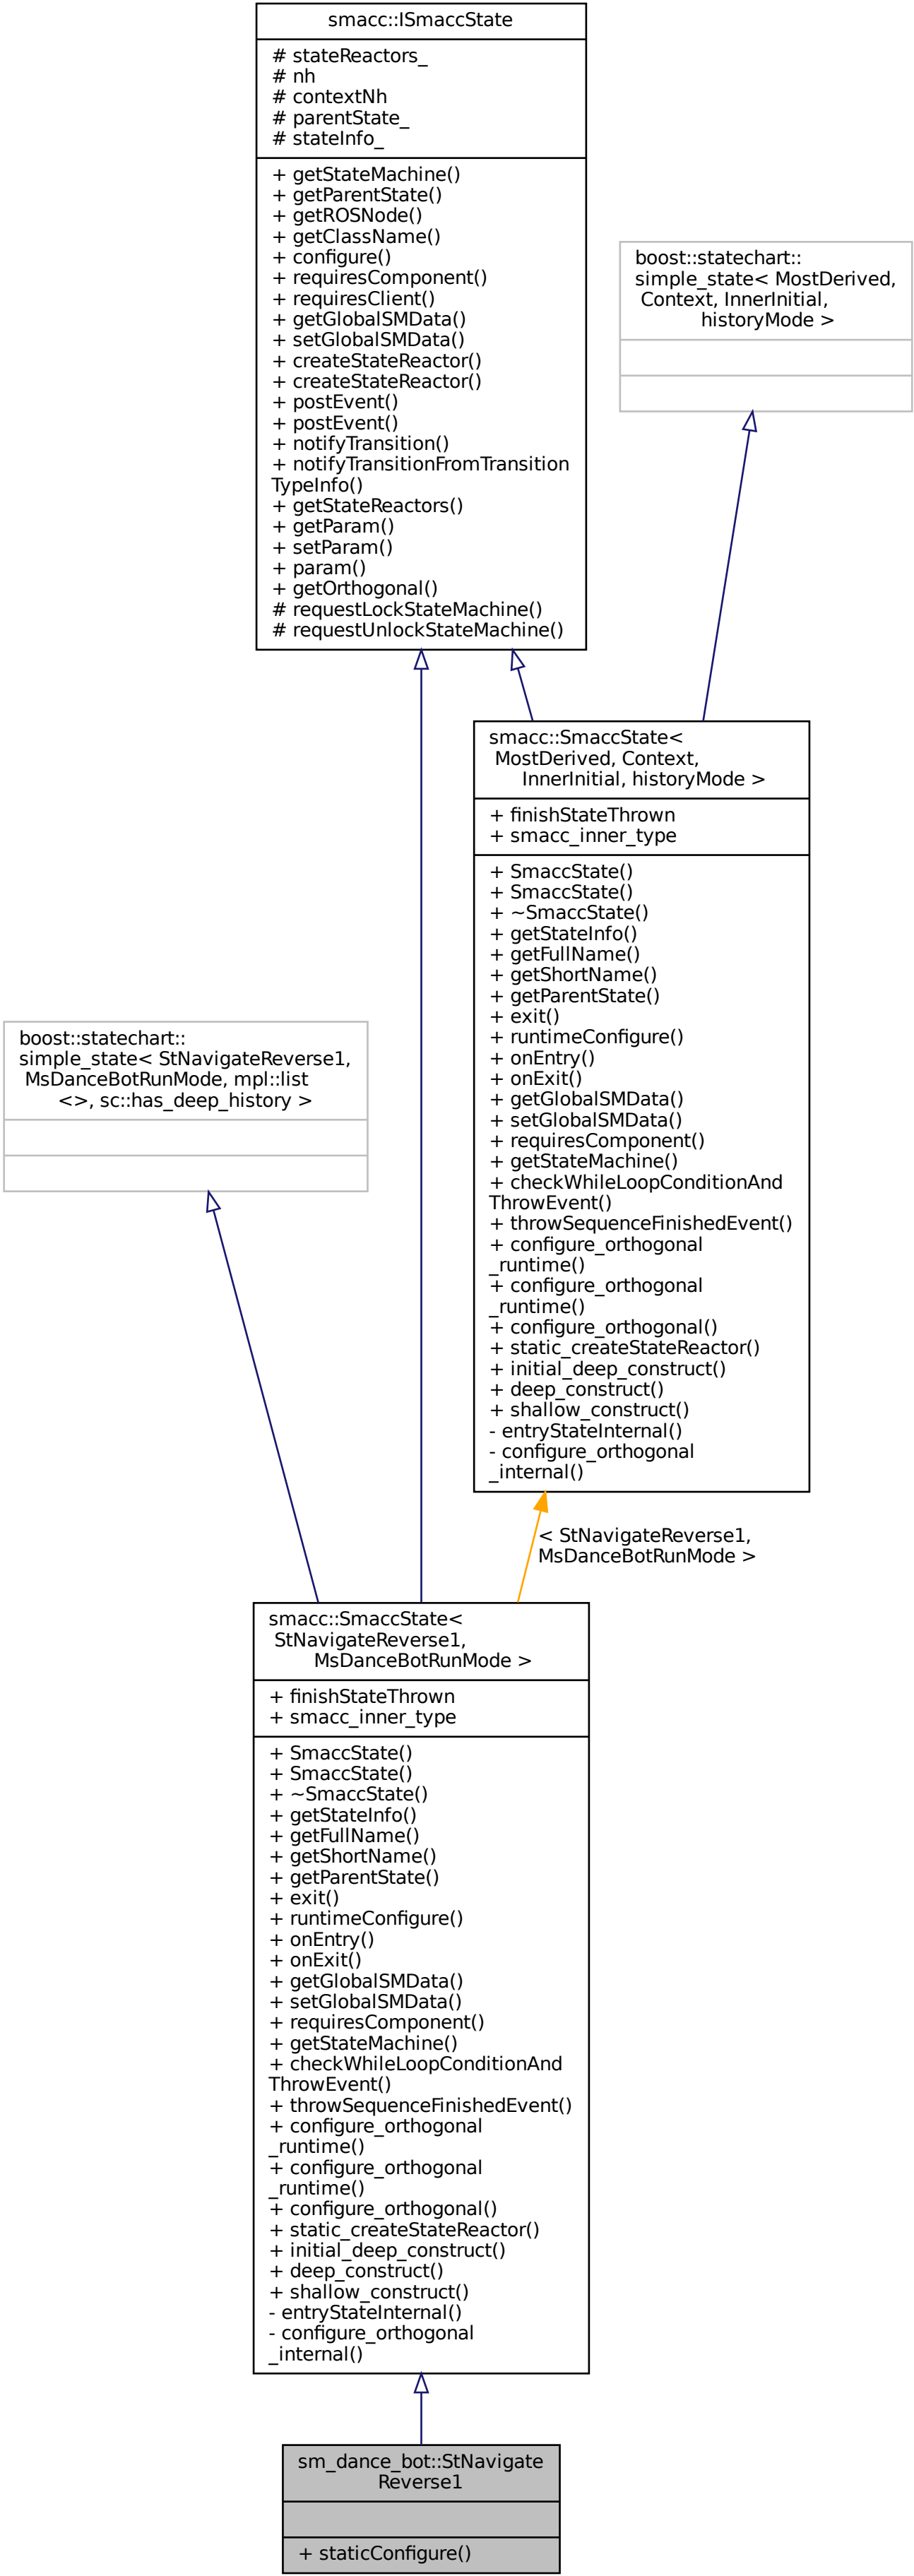 smacc::ISmaccState
# stateReactors_
# nh
# contextNh
# parentState_
# stateInfo_
+ getStateMachine()
+ getParentState()
+ getROSNode()
+ getClassName()
+ configure()
+ requiresComponent()
+ requiresClient()
+ getGlobalSMData()
+ setGlobalSMData()
+ createStateReactor()
+ createStateReactor()
+ postEvent()
+ postEvent()
+ notifyTransition()
+ notifyTransitionFromTransition
TypeInfo()
+ getStateReactors()
+ getParam()
+ setParam()
+ param()
+ getOrthogonal()
# requestLockStateMachine()
# requestUnlockStateMachine()
boost::statechart::
simple_state< MostDerived,
Context, InnerInitial,
historyMode >
smacc::SmaccState<
MostDerived, Context,
InnerInitial, historyMode >
+ finishStateThrown
+ smacc_inner_type
+ SmaccState()
+ SmaccState()
+ ~SmaccState()
+ getStateInfo()
+ getFullName()
+ getShortName()
+ getParentState()
+ exit()
+ runtimeConfigure()
+ onEntry()
+ onExit()
+ getGlobalSMData()
+ setGlobalSMData()
+ requiresComponent()
+ getStateMachine()
+ checkWhileLoopConditionAnd
ThrowEvent()
+ throwSequenceFinishedEvent()
+ configure_orthogonal
_runtime()
+ configure_orthogonal
_runtime()
+ configure_orthogonal()
+ static_createStateReactor()
+ initial_deep_construct()
+ deep_construct()
+ shallow_construct()
- entryStateInternal()
- configure_orthogonal
_internal()
boost::statechart::
simple_state< StNavigateReverse1,
MsDanceBotRunMode, mpl::list
<>, sc::has_deep_history >
< StNavigateReverse1,
MsDanceBotRunMode >
smacc::SmaccState<
StNavigateReverse1,
MsDanceBotRunMode >
+ finishStateThrown
+ smacc_inner_type
+ SmaccState()
+ SmaccState()
+ ~SmaccState()
+ getStateInfo()
+ getFullName()
+ getShortName()
+ getParentState()
+ exit()
+ runtimeConfigure()
+ onEntry()
+ onExit()
+ getGlobalSMData()
+ setGlobalSMData()
+ requiresComponent()
+ getStateMachine()
+ checkWhileLoopConditionAnd
ThrowEvent()
+ throwSequenceFinishedEvent()
+ configure_orthogonal
_runtime()
+ configure_orthogonal
_runtime()
+ configure_orthogonal()
+ static_createStateReactor()
+ initial_deep_construct()
+ deep_construct()
+ shallow_construct()
- entryStateInternal()
- configure_orthogonal
_internal()
sm_dance_bot::StNavigate
Reverse1
+ staticConfigure()